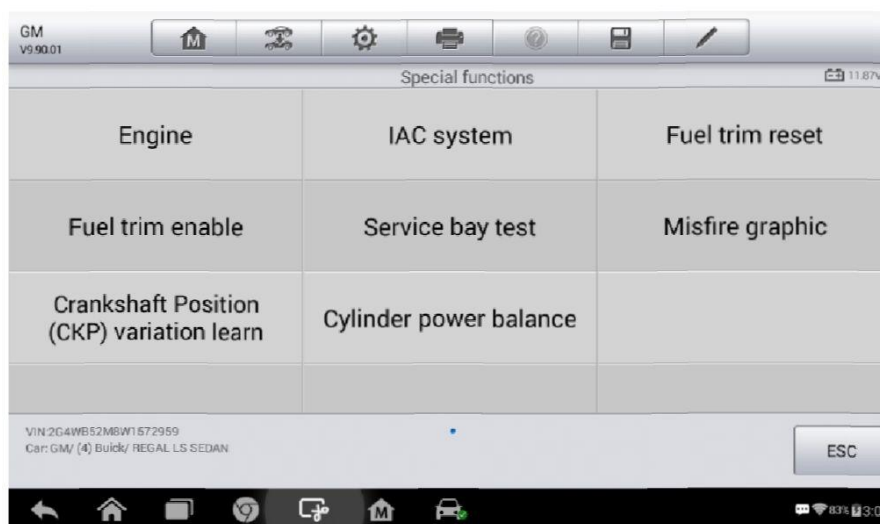 GM
V9.90.01
M
Special functions
11.87V
Engine
IAC system
Fuel trim reset
Fuel trim enable
Service bay test
Misfire graphic
Crankshaft Position
(CKP) variation learn
Cylinder power balance
VIN:2G4WB52M8W1572959
Car: GM/ (4) Buick/ REGAL LS SEDAN
ESC
M
83%
3:0